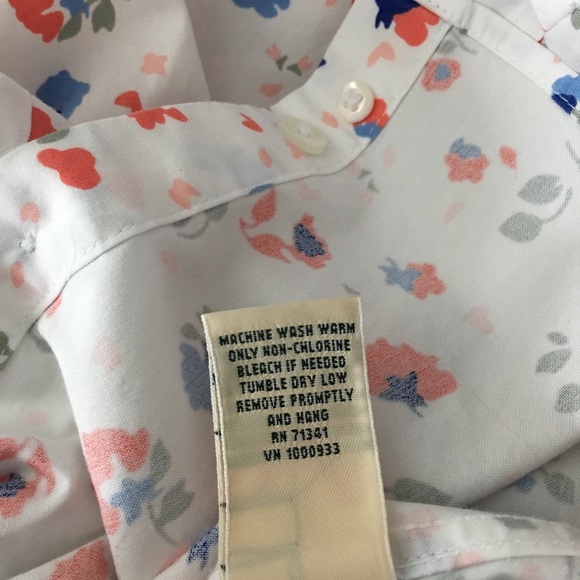 MACHINE WASH WARM
ONLY NON-CHLORINE
BLEACH IF NEEDED
TUMBLE DRY LOW
REMOVE PROMPTLY
AND HANG
RN 71341
VN 1000933